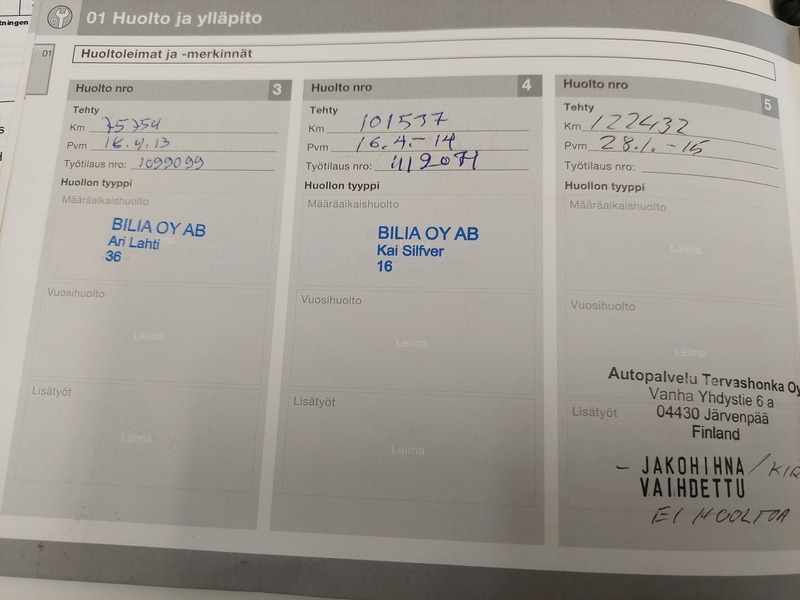 tningen
01 Huolto ja ylläpito
01
Huoltoleimat ja -merkinnät
Huolto nro 3
Tehty
Km 75754
Pvm 16.4.13
Työtilaus nro: 1099099
Huollon tyyppi
Määräaikaishuolto
BILIA OY AB
Ari Lahti
36
Vuosihuolto
Leima
Lisätyöt
Leima
Huolto nro 4
Tehty
Km 101537
Pvm 16.4.-14
Työtilaus nro: 1192071
Huollon tyyppi
Määräaikaishuolto
BILIA OY AB
Kai Silfver
16
Vuosihuolto
Leima
Lisätyöt
Leima
Huolto nro 5
Tehty
Km 122432
Pvm 28.1.-15
Työtilaus nro:
Huollon tyyppi
Määräaikaishuolto
Leima
Vuosihuolto
Leima
Autopalvelu Tervashonka Oy
Vanha Yhdystie 6 a
Lisätyöt 04430 Järvenpää
Finland
- JAKOHIHNA /
VAIHDETTU
EI HUOLTOA